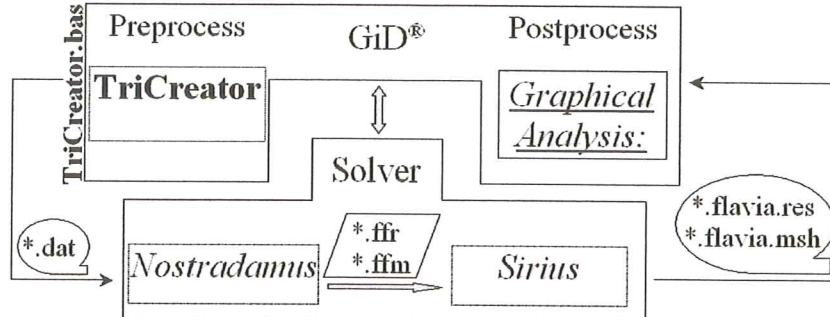 TriCreator.bas
Preprocess
GiD®
Postprocess
TriCreator
Graphical
Analysis:
Solver
*.dat
Nostradamus
*.ffr
*.ffm
Sirius
*.flavia.res
*.flavia.msh